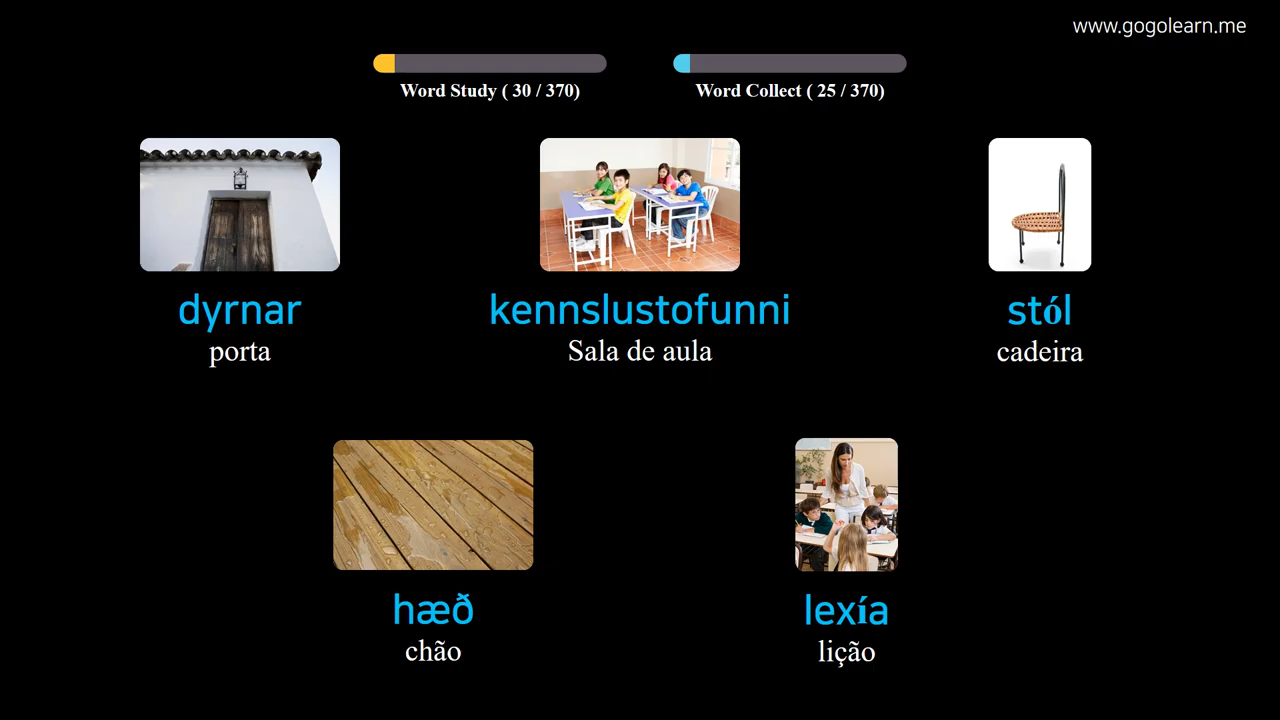 www.gogolearn.me
Word Study ( 30 / 370)
Word Collect ( 25 / 370)
dyrnar
porta
kennslustofunni
Sala de aula
stól
cadeira
hæð
chão
lexía
lição